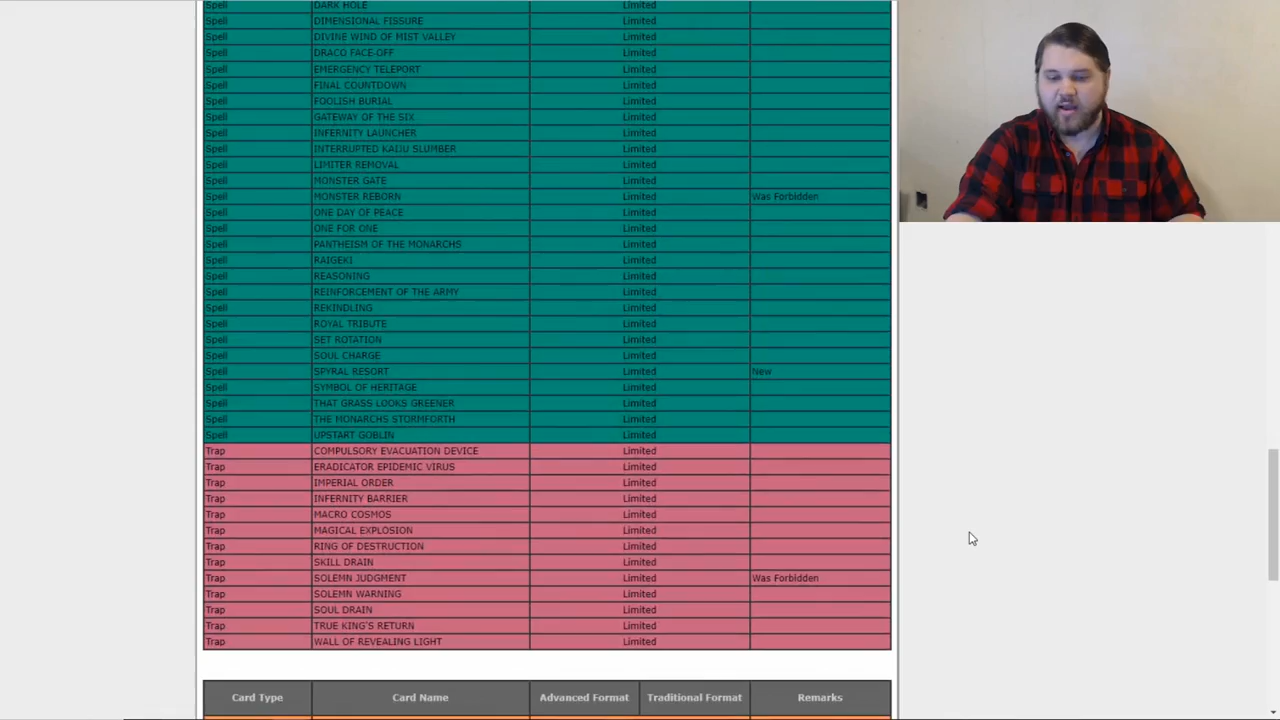 Spell DARK HOLE Limited
Spell DIMENSIONAL FISSURE Limited
Spell DIVINE WIND OF MIST VALLEY Limited
Spell DRACO FACE-OFF Limited
Spell EMERGENCY TELEPORT Limited
Spell FINAL COUNTDOWN Limited
Spell FOOLISH BURIAL Limited
Spell GATEWAY OF THE SIX Limited
Spell INFERNITY LAUNCHER Limited
Spell INTERRUPTED KAIJU SLUMBER Limited
Spell LIMITER REMOVAL Limited
Spell MONSTER GATE Limited
Spell MONSTER REBORN Limited Was Forbidden
Spell ONE DAY OF PEACE Limited
Spell ONE FOR ONE Limited
Spell PANTHEISM OF THE MONARCHS Limited
Spell RAIGEKI Limited
Spell REASONING Limited
Spell REINFORCEMENT OF THE ARMY Limited
Spell REKINDLING Limited
Spell ROYAL TRIBUTE Limited
Spell SET ROTATION Limited
Spell SOUL CHARGE Limited
Spell SPYRAL RESORT Limited New
Spell SYMBOL OF HERITAGE Limited
Spell THAT GRASS LOOKS GREENER Limited
Spell THE MONARCHS STORMFORTH Limited
Spell UPSTART GOBLIN Limited
Trap COMPULSORY EVACUATION DEVICE Limited
Trap ERADICATOR EPIDEMIC VIRUS Limited
Trap IMPERIAL ORDER Limited
Trap INFERNITY BARRIER Limited
Trap MACRO COSMOS Limited
Trap MAGICAL EXPLOSION Limited
Trap RING OF DESTRUCTION Limited
Trap SKILL DRAIN Limited
Trap SOLEMN JUDGMENT Limited Was Forbidden
Trap SOLEMN WARNING Limited
Trap SOUL DRAIN Limited
Trap TRUE KING'S RETURN Limited
Trap WALL OF REVEALING LIGHT Limited
Card Type Card Name Advanced Format Traditional Format Remarks